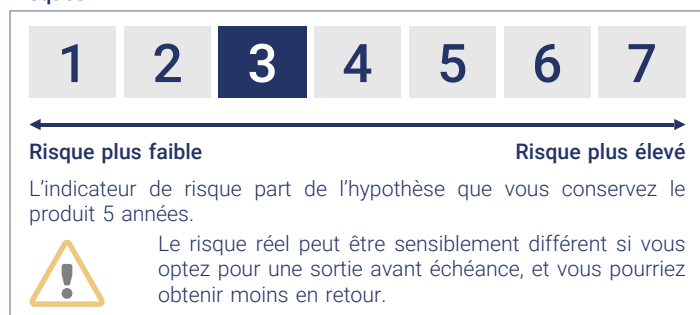 1 2 3 4 5 6 7
Risque plus faible Risque plus élevé
L'indicateur de risque part de l'hypothèse que vous conservez le
produit 5 années.
Le risque réel peut être sensiblement différent si vous
optez pour une sortie avant échéance, et vous pourriez
obtenir moins en retour.